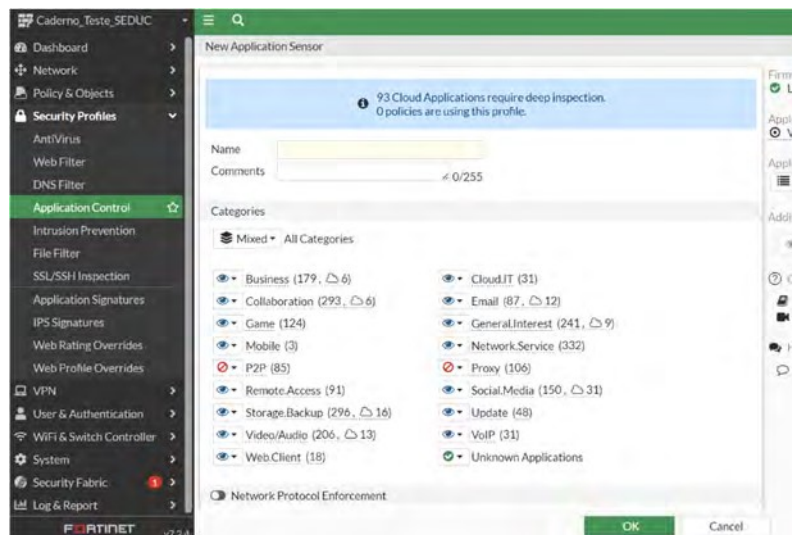 Caderno_Teste_SEDUC
Dashboard
Network
Policy & Objects
Security Profiles
AntiVirus
Web Filter
DNS Filter
Application Control
Intrusion Prevention
File Filter
SSL/SSH Inspection
Application Signatures
IPS Signatures
Web Rating Overrides
Web Profile Overrides
VPN
User & Authentication
WiFi & Switch Controller
System
Security Fabric 1
Log & Report
FORTINET v7.2.4
New Application Sensor
93 Cloud Applications require deep inspection.
0 policies are using this profile.
Name
Comments 0/255
Categories
Mixed All Categories
Business (179, 6) Cloud.IT (31)
Collaboration (293, 6) Email (87, 12)
Game (124) General.Interest (241, 9)
Mobile (3) Network.Service (332)
P2P (85) Proxy (106)
Remote.Access (91) Social.Media (150, 31)
Storage.Backup (296, 16) Update (48)
Video/Audio (206, 13) VoIP (31)
Web.Client (18) Unknown Applications
Network Protocol Enforcement
OK Cancel